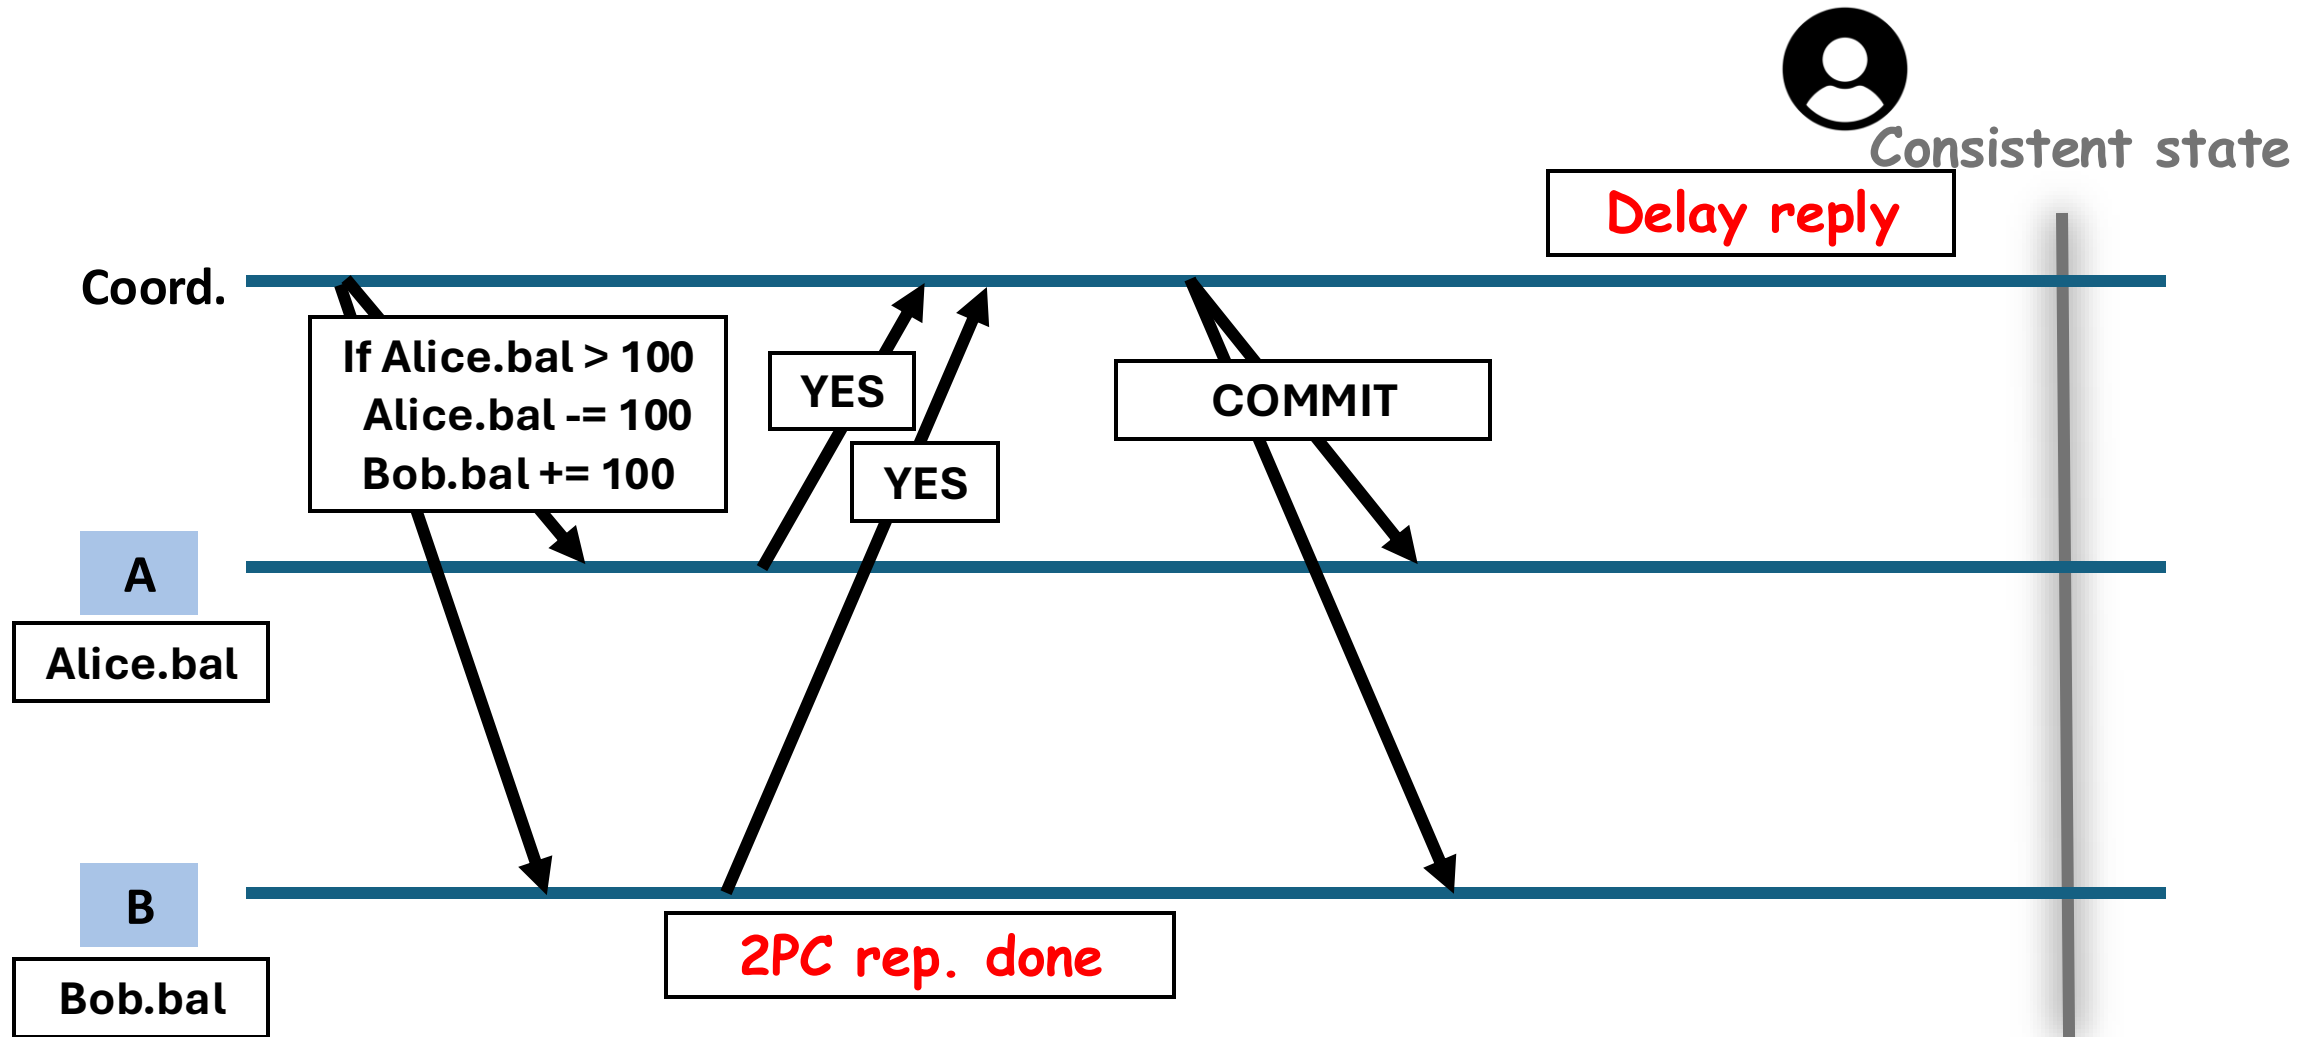 Consistent state
Delay reply
Coord.
If Alice.bal > 100
Alice.bal -= 100
Bob.bal += 100
YES
YES
COMMIT
A
Alice.bal
B
2PC rep. done
Bob.bal